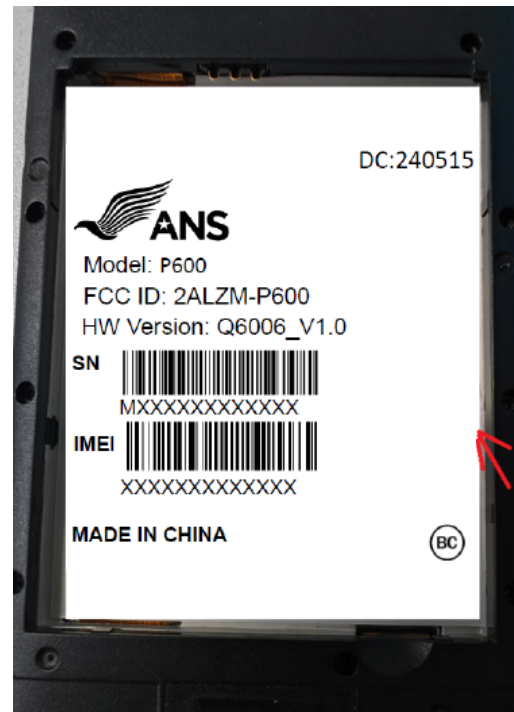 DC:240515
ANS
Model: P600
FCC ID: 2ALZM-P600
HW Version: Q6006_V1.0
SN
MXXXXXXXXXXXX
IMEI
XXXXXXXXXXXXX
MADE IN CHINA
BC